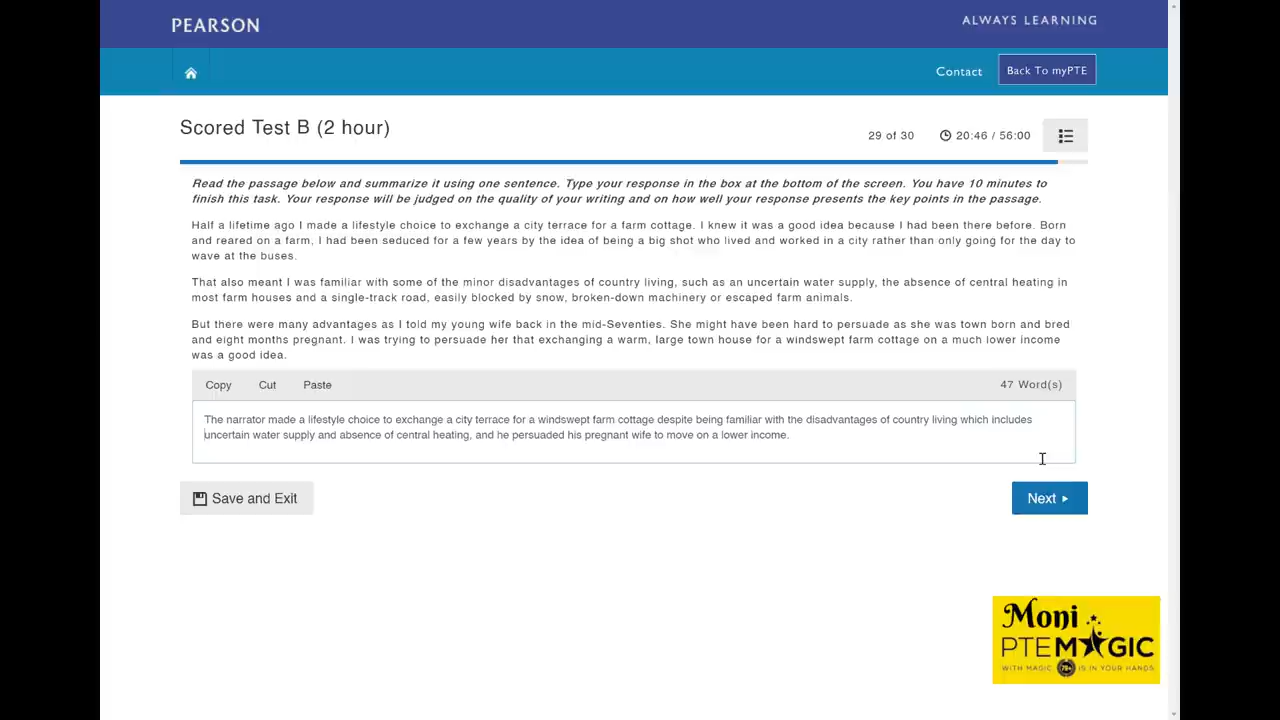 PEARSON
ALWAYS LEARNING
Contact
Back To myPTE
Scored Test B (2 hour)
29 of 30
20:46 / 56:00
Read the passage below and summarize it using one sentence. Type your response in the box at the bottom of the screen. You have 10 minutes to
finish this task. Your response will be judged on the quality of your writing and on how well your response presents the key points in the passage.
Half a lifetime ago I made a lifestyle choice to exchange a city terrace for a farm cottage. I knew it was a good idea because I had been there before. Born
and reared on a farm, I had been seduced for a few years by the idea of being a big shot who lived and worked in a city rather than only going for the day to
wave at the buses.
That also meant I was familiar with some of the minor disadvantages of country living, such as an uncertain water supply, the absence of central heating in
most farm houses and a single-track road, easily blocked by snow, broken-down machinery or escaped farm animals.
But there were many advantages as I told my young wife back in the mid-Seventies. She might have been hard to persuade as she was town born and bred
and eight months pregnant. I was trying to persuade her that exchanging a warm, large town house for a windswept farm cottage on a much lower income
was a good idea.
Copy
Cut
Paste
47 Word(s)
The narrator made a lifestyle choice to exchange a city terrace for a windswept farm cottage despite being familiar with the disadvantages of country living which includes
uncertain water supply and absence of central heating, and he persuaded his pregnant wife to move on a lower income.
Save and Exit
Next
Moni
PTEMAGIC
WITH MAGIC 79+ IS IN YOUR HANDS